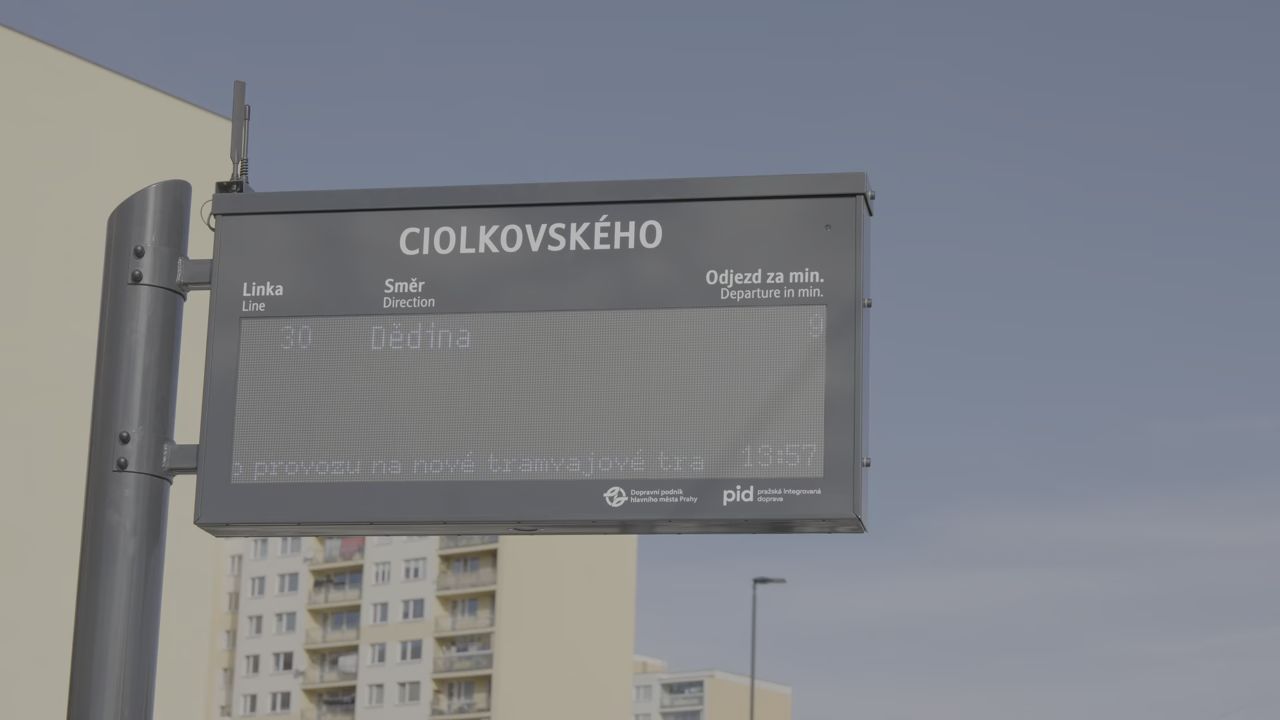 CIOLKOVSKÉHO
Linka Směr Odjezd za min.
Line Direction Departure in min.
30 Dědina 9
provozu na nové tramvajové tra 13:57
Dopravní podnik
hlavního města Prahy
pid pražská integrovaná
doprava